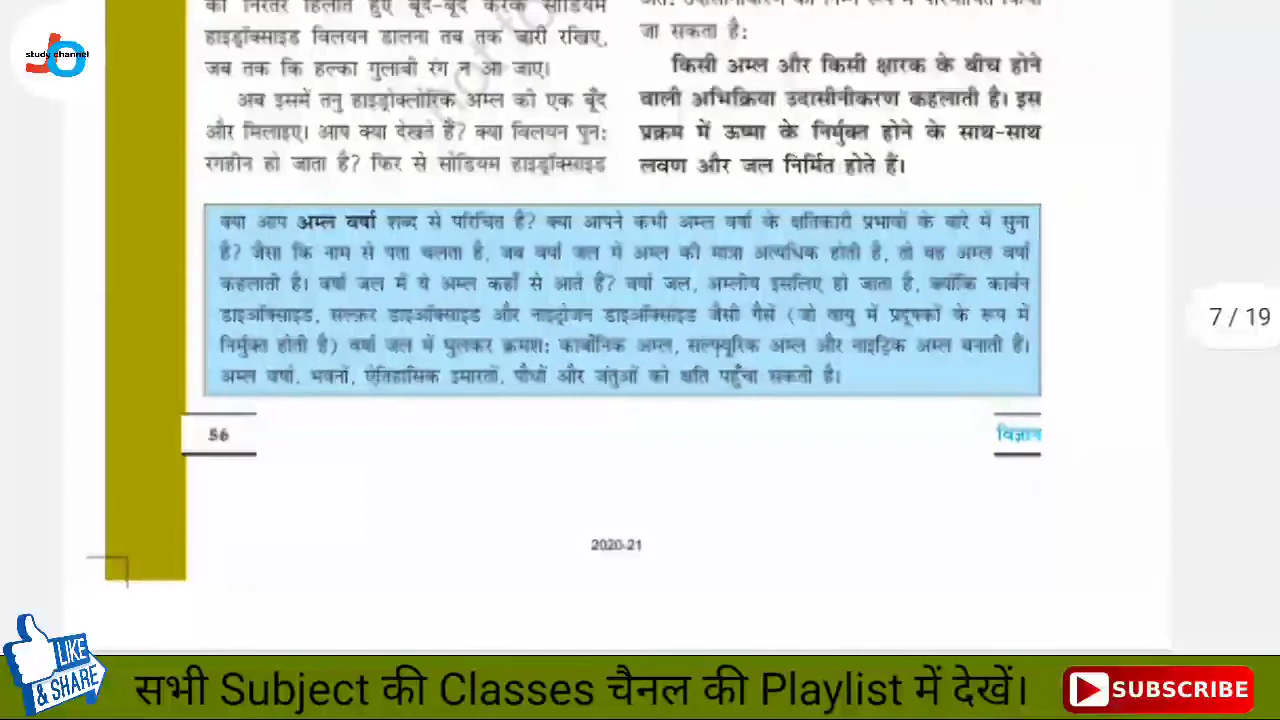 study channel
को निरंतर हिलाते हुए बूँद-बूँद करके सोडियम
हाइड्रॉक्साइड विलयन डालना तब तक जारी रखिए,
जब तक कि हल्का गुलाबी रंग न आ जाए।
अब इसमें तनु हाइड्रोक्लोरिक अम्ल की एक बूँद
और मिलाइए। आप क्या देखते हैं? क्या विलयन पुनः
रंगहीन हो जाता है? फिर से सोडियम हाइड्रॉक्साइड
जा सकता है:
किसी अम्ल और किसी क्षारक के बीच होने
वाली अभिक्रिया उदासीनीकरण कहलाती है। इस
प्रक्रम में ऊष्मा के निर्मुक्त होने के साथ-साथ
लवण और जल निर्मित होते हैं।
क्या आप अम्ल वर्षा शब्द से परिचित हैं? क्या आपने कभी अम्ल वर्षा के क्षतिकारी प्रभावों के बारे में सुना
है? जैसा कि नाम से पता चलता है, जब वर्षा जल में अम्ल की मात्रा अत्यधिक होती है, तो वह अम्ल वर्षा
कहलाती है। वर्षा जल में ये अम्ल कहाँ से आते हैं? वर्षा जल, अम्लीय इसलिए हो जाता है, क्योंकि कार्बन
डाइऑक्साइड, सल्फ़र डाइऑक्साइड और नाइट्रोजन डाइऑक्साइड जैसी गैसें (जो वायु में प्रदूषकों के रूप में
निर्मुक्त होती हैं) वर्षा जल में घुलकर क्रमशः कार्बोनिक अम्ल, सल्फ्यूरिक अम्ल और नाइट्रिक अम्ल बनाती हैं।
अम्ल वर्षा, भवनों, ऐतिहासिक इमारतों, पौधों और जंतुओं को क्षति पहुँचा सकती है।
7 / 19
56
विज्ञान
2020-21
LIKE
& SHARE
सभी Subject की Classes चैनल की Playlist में देखें।
SUBSCRIBE